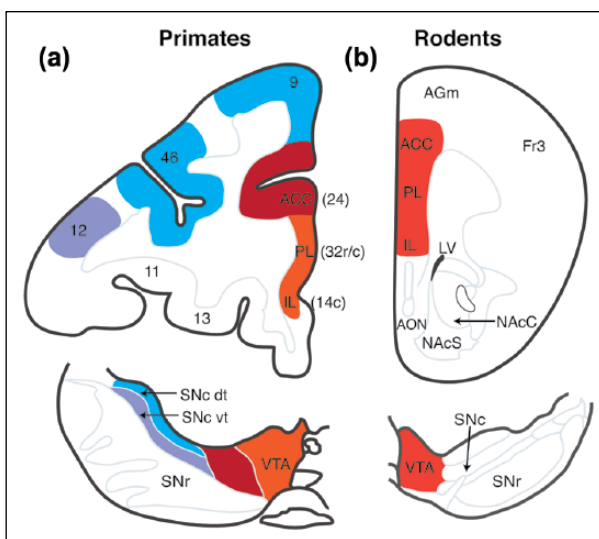 Primates
Rodents
(a)
(b)
9
46
12
ACC (24)
PL (32r/c)
IL (14c)
11
13
SNc dt
SNc vt
VTA
SNr
AGm
ACC
Fr3
PL
IL
LV
AON
NAcC
NAcS
SNc
VTA
SNr